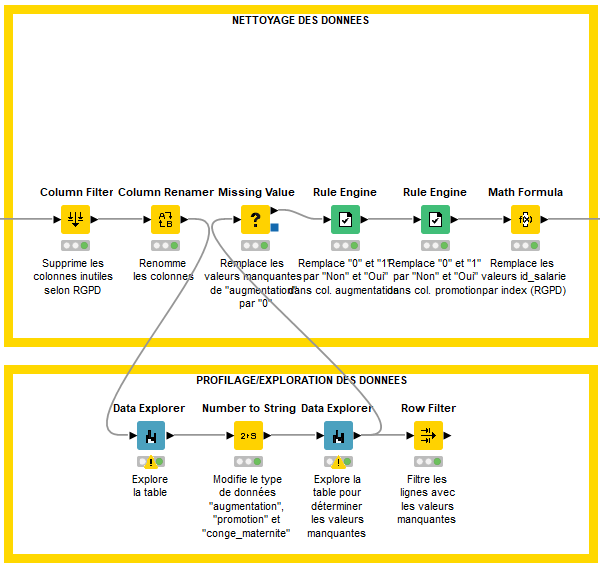 NETTOYAGE DES DONNEES
Column Filter
Column Renamer
Missing Value
Rule Engine
Rule Engine
Math Formula
A
B
?
f(x)
Supprime les
colonnes inutiles
selon RGPD
Renomme
les colonnes
Remplace les
valeurs manquantes
de "augmentation"
par "0"
Remplace "0" et "1"
par "Non" et "Oui"
dans col. augmentation
Remplace "0" et "1"
par "Non" et "Oui"
dans col. promotion
Remplace les
valeurs id_salarie
par index (RGPD)
PROFILAGE/EXPLORATION DES DONNEES
Data Explorer
Number to String
Data Explorer
Row Filter
2 S
Explore
la table
Modifie le type
de données
"augmentation",
"promotion" et
"conge_maternite"
Explore la
table pour
déterminer
les valeurs
manquantes
Filtre les
lignes avec
les valeurs
manquantes